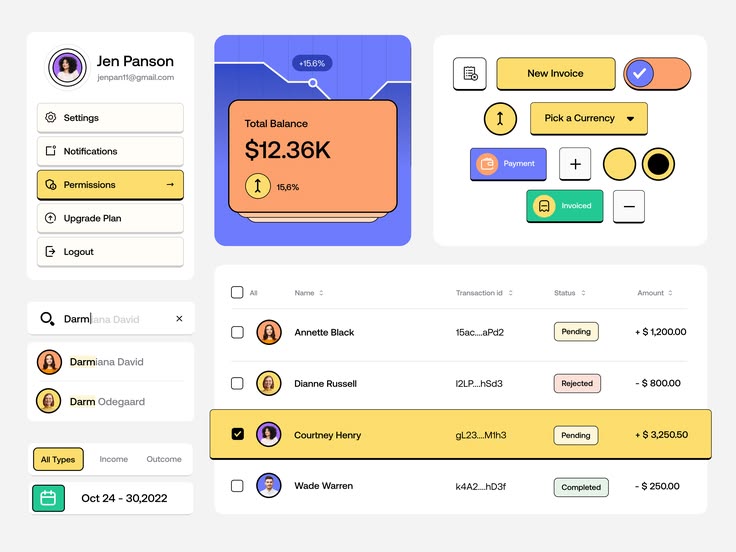 Jen Panson
jenpan11@gmail.com
Settings
Notifications
Permissions →
Upgrade Plan
Logout
Darmiana David
Darmiana David
Darm Odegaard
All Types Income Outcome
Oct 24 - 30,2022
+15.6%
Total Balance
$12.36K
15,6%
New Invoice
Pick a Currency
Payment
Invoiced
All Name Transaction id Status Amount
Annette Black 15ac....aPd2 Pending + $ 1,200.00
Dianne Russell l2LP...hSd3 Rejected - $ 800.00
Courtney Henry gL23....M1h3 Pending + $ 3,250.50
Wade Warren k4A2....hD3f Completed - $ 250.00